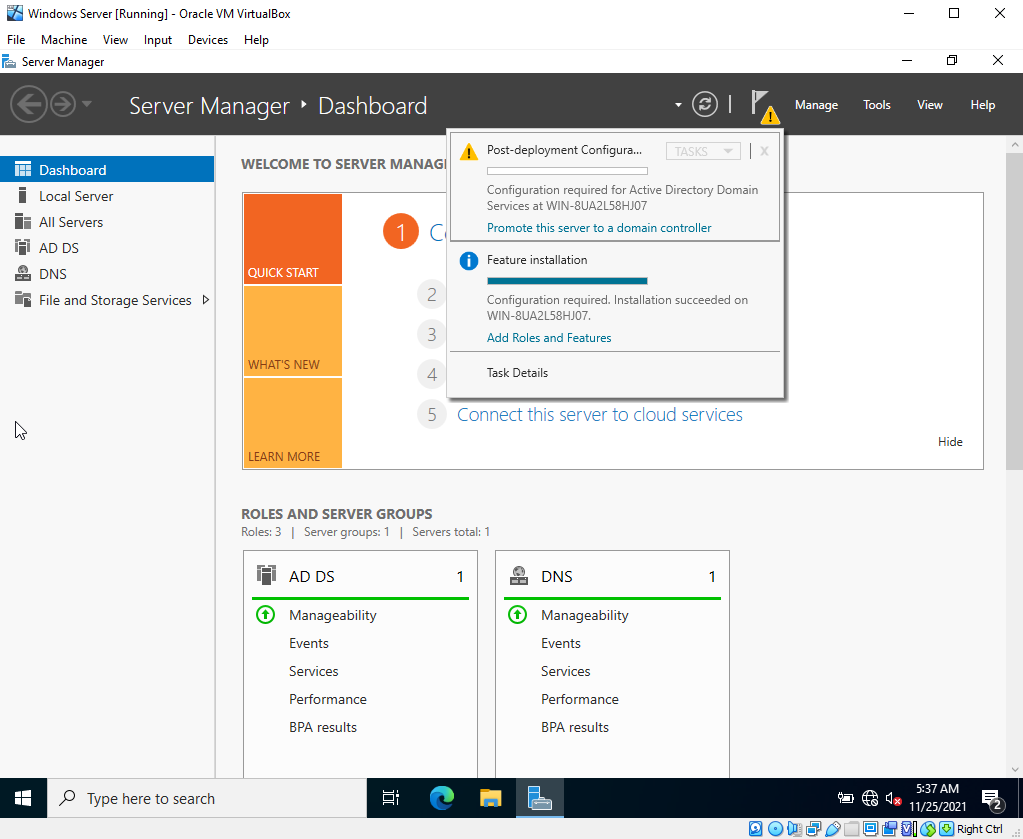 Windows Server [Running] - Oracle VM VirtualBox
File Machine View Input Devices Help
Server Manager
Server Manager Dashboard
Manage Tools View Help
Dashboard
Local Server
All Servers
AD DS
DNS
File and Storage Services
WELCOME TO SERVER MANAG
QUICK START
WHAT'S NEW
LEARN MORE
1
2
3
4
5 Connect this server to cloud services
Hide
Post-deployment Configura... TASKS X
Configuration required for Active Directory Domain
Services at WIN-8UA2L58HJ07
Promote this server to a domain controller
Feature installation
Configuration required. Installation succeeded on
WIN-8UA2L58HJ07.
Add Roles and Features
Task Details
ROLES AND SERVER GROUPS
Roles: 3 | Server groups: 1 | Servers total: 1
AD DS 1
Manageability
Events
Services
Performance
BPA results
DNS 1
Manageability
Events
Services
Performance
BPA results
Type here to search
5:37 AM
11/25/2021
2
Right Ctrl